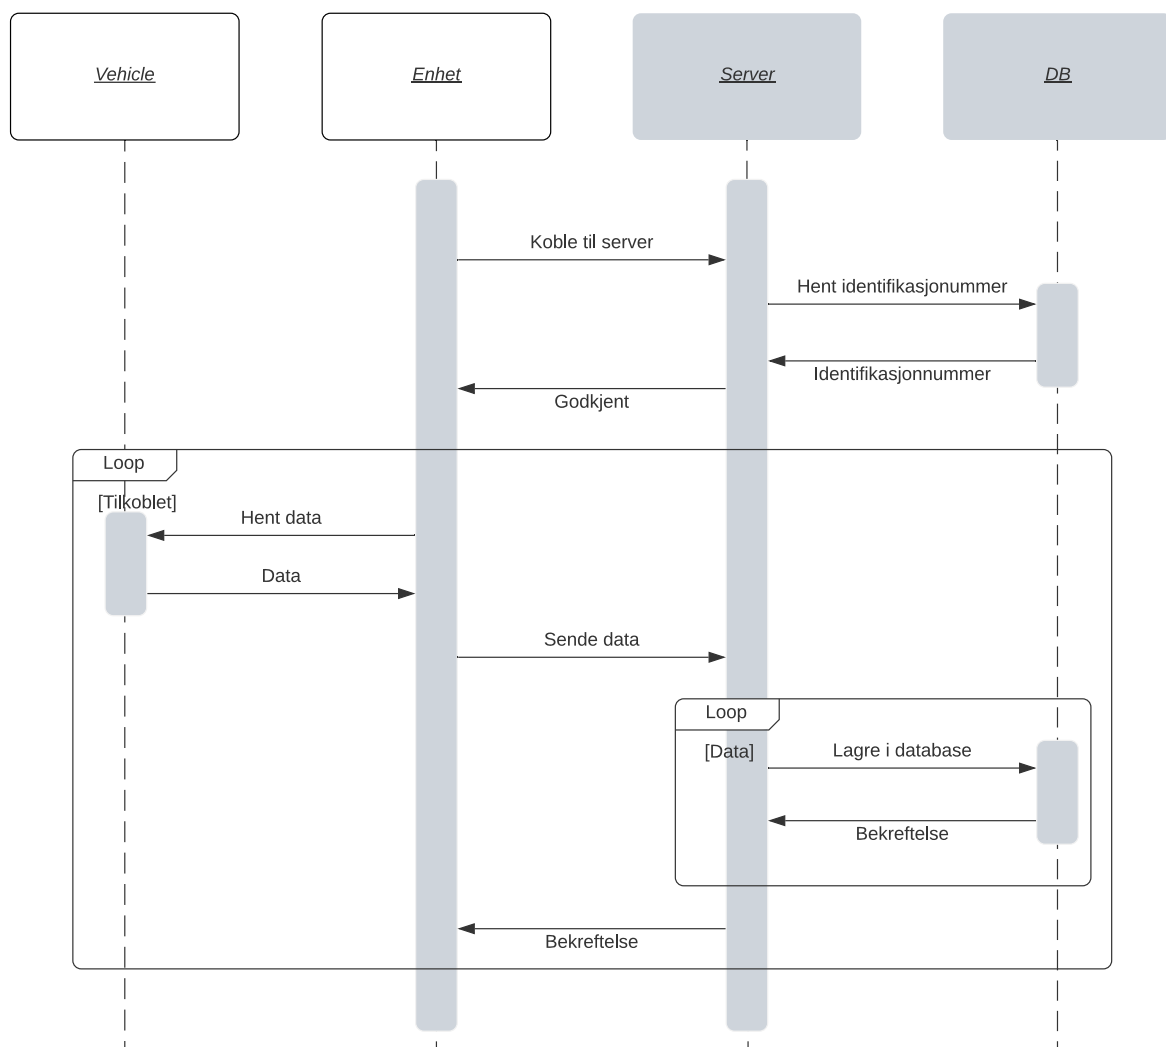 Vehicle
Enhet
Server
DB
Koble til server
Hent identifikasjonummer
Identifikasjonnummer
Godkjent
Loop
[Tilkoblet]
Hent data
Data
Sende data
Loop
[Data]
Lagre i database
Bekreftelse
Bekreftelse